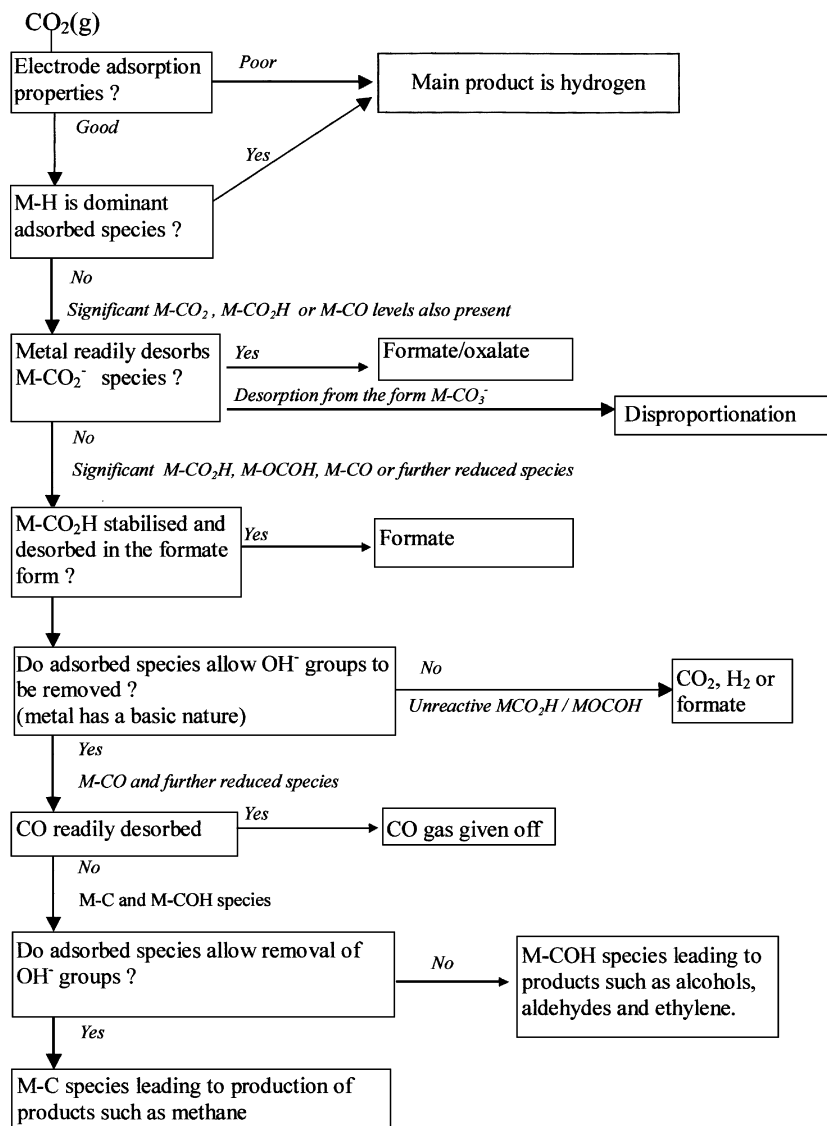 CO₂(g)
Electrode adsorption
properties ?
Poor
Main product is hydrogen
Good
Yes
M-H is dominant
adsorbed species ?
No
Significant M-CO₂ , M-CO₂H or M-CO levels also present
Metal readily desorbs
M-CO₂⁻ species ?
Yes
Formate/oxalate
Desorption from the form M-CO₃⁻
Disproportionation
No
Significant M-CO₂H, M-OCOH, M-CO or further reduced species
M-CO₂H stabilised and
desorbed in the formate
form ?
Yes
Formate
Do adsorbed species allow OH⁻ groups to
be removed ?
(metal has a basic nature)
No
Unreactive MCO₂H / MOCOH
CO₂, H₂ or
formate
Yes
M-CO and further reduced species
CO readily desorbed
Yes
CO gas given off
No
M-C and M-COH species
Do adsorbed species allow removal of
OH⁻ groups ?
No
M-COH species leading to
products such as alcohols,
aldehydes and ethylene.
Yes
M-C species leading to production of
products such as methane